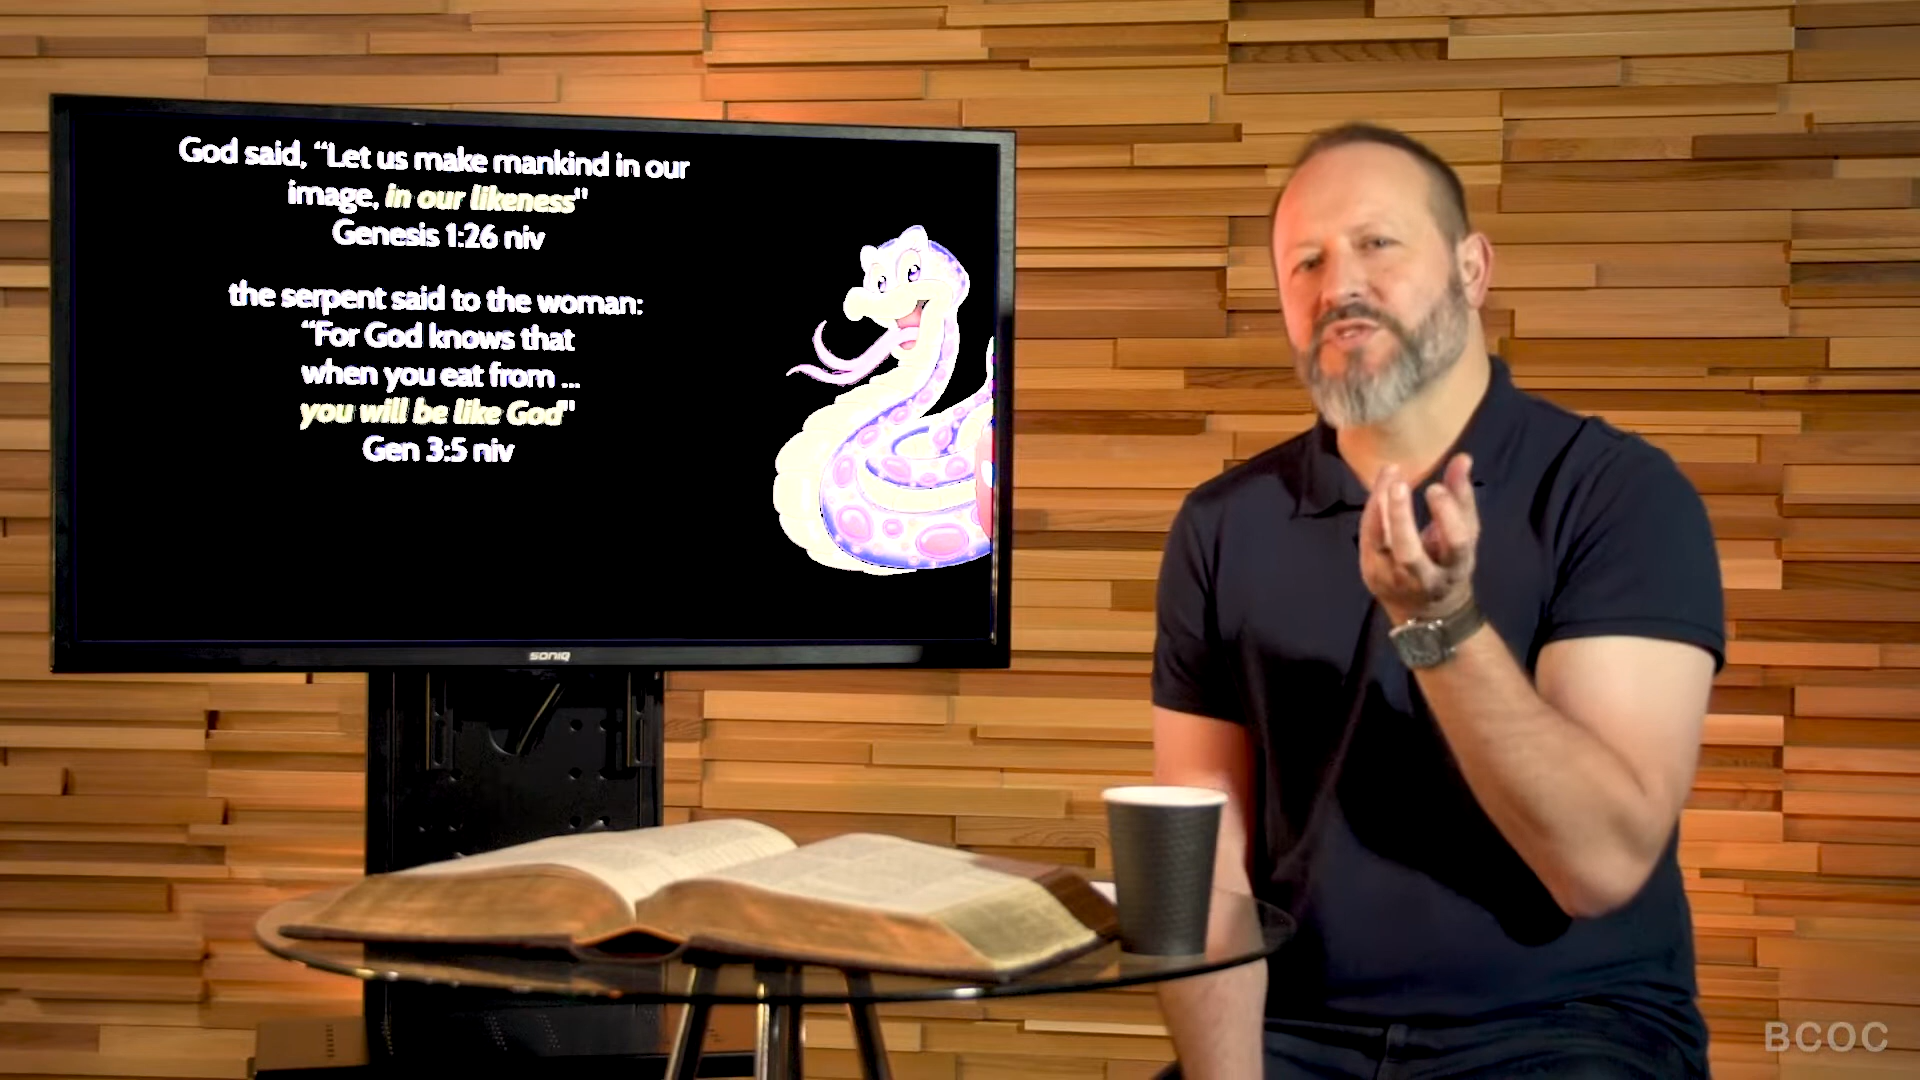 God said, “Let us make mankind in our
image, in our likeness"
Genesis 1:26 niv
the serpent said to the woman:
“For God knows that
when you eat from ...
you will be like God"
Gen 3:5 niv
SONIQ
BCOC